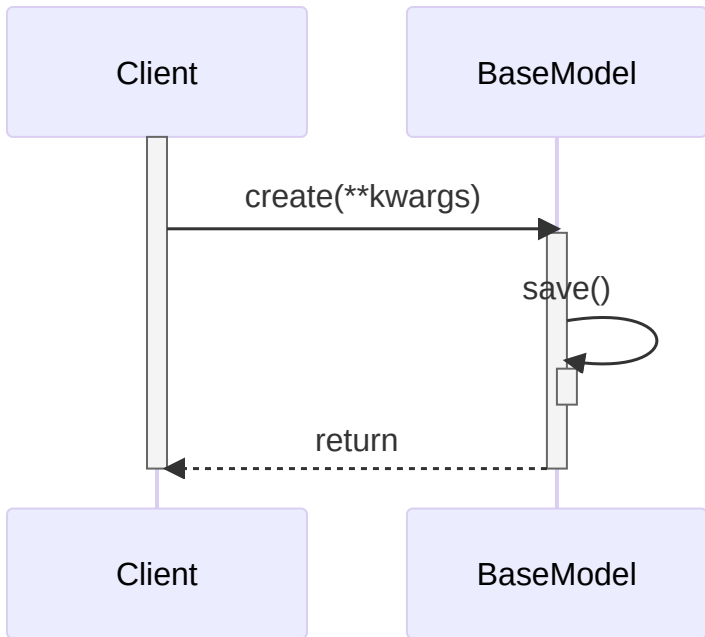 Client
BaseModel
create(**kwargs)
save()
return
Client
BaseModel